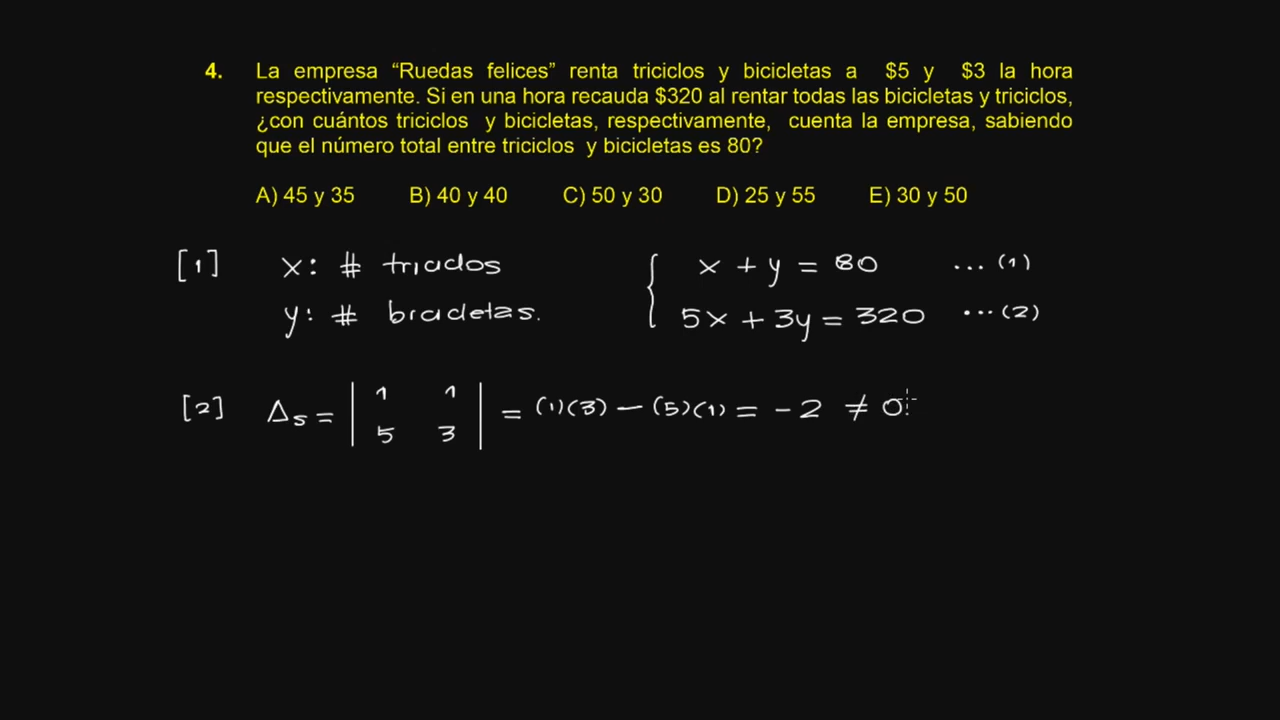 4. La empresa “Ruedas felices” renta triciclos y bicicletas a $5 y $3 la hora
respectivamente. Si en una hora recauda $320 al rentar todas las bicicletas y triciclos,
¿con cuántos triciclos y bicicletas, respectivamente, cuenta la empresa, sabiendo
que el número total entre triciclos y bicicletas es 80?
A) 45 y 35 B) 40 y 40 C) 50 y 30 D) 25 y 55 E) 30 y 50
[1] x: # triciclos x + y = 80 ... (1)
y: # bicicletas. 5x + 3y = 320 ... (2)
[2] Δs = | 1 1 | = (1)(3) - (5)(1) = -2 ≠ 0
5 3